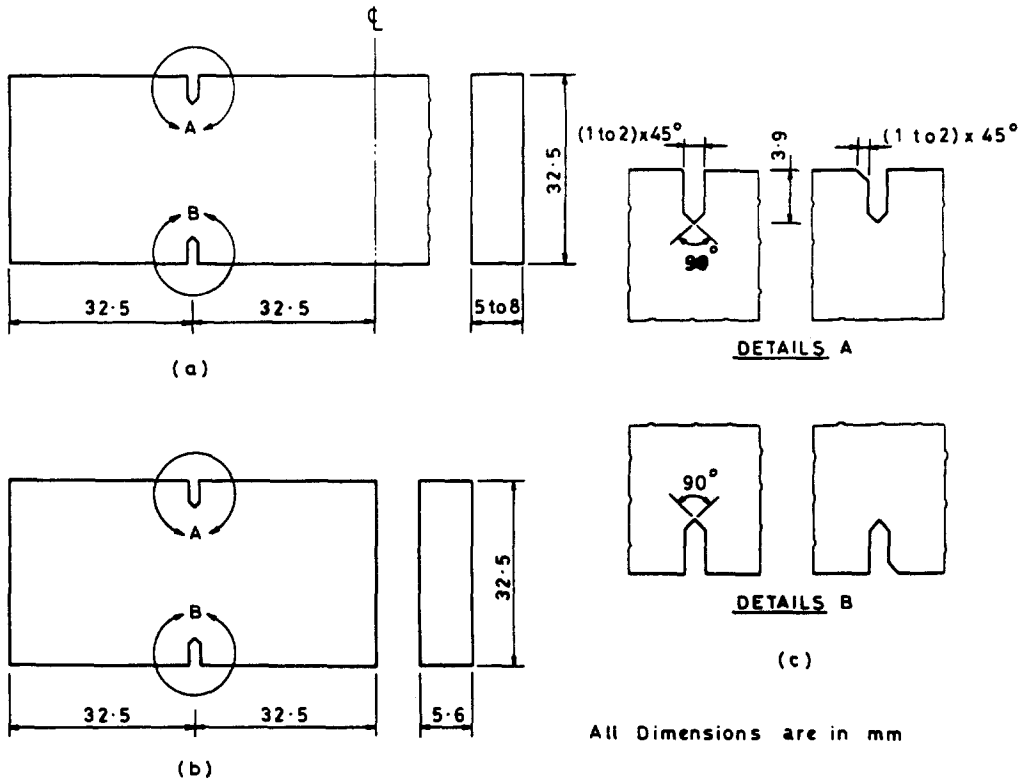 ℄
A
B
32·5
32·5
32·5
5 to 8
(a)
(1 to 2) x 45°
3·9
(1 to 2) x 45°
90°
DETAILS A
A
B
32·5
32·5
32·5
5·6
(b)
90°
DETAILS B
(c)
All Dimensions are in mm